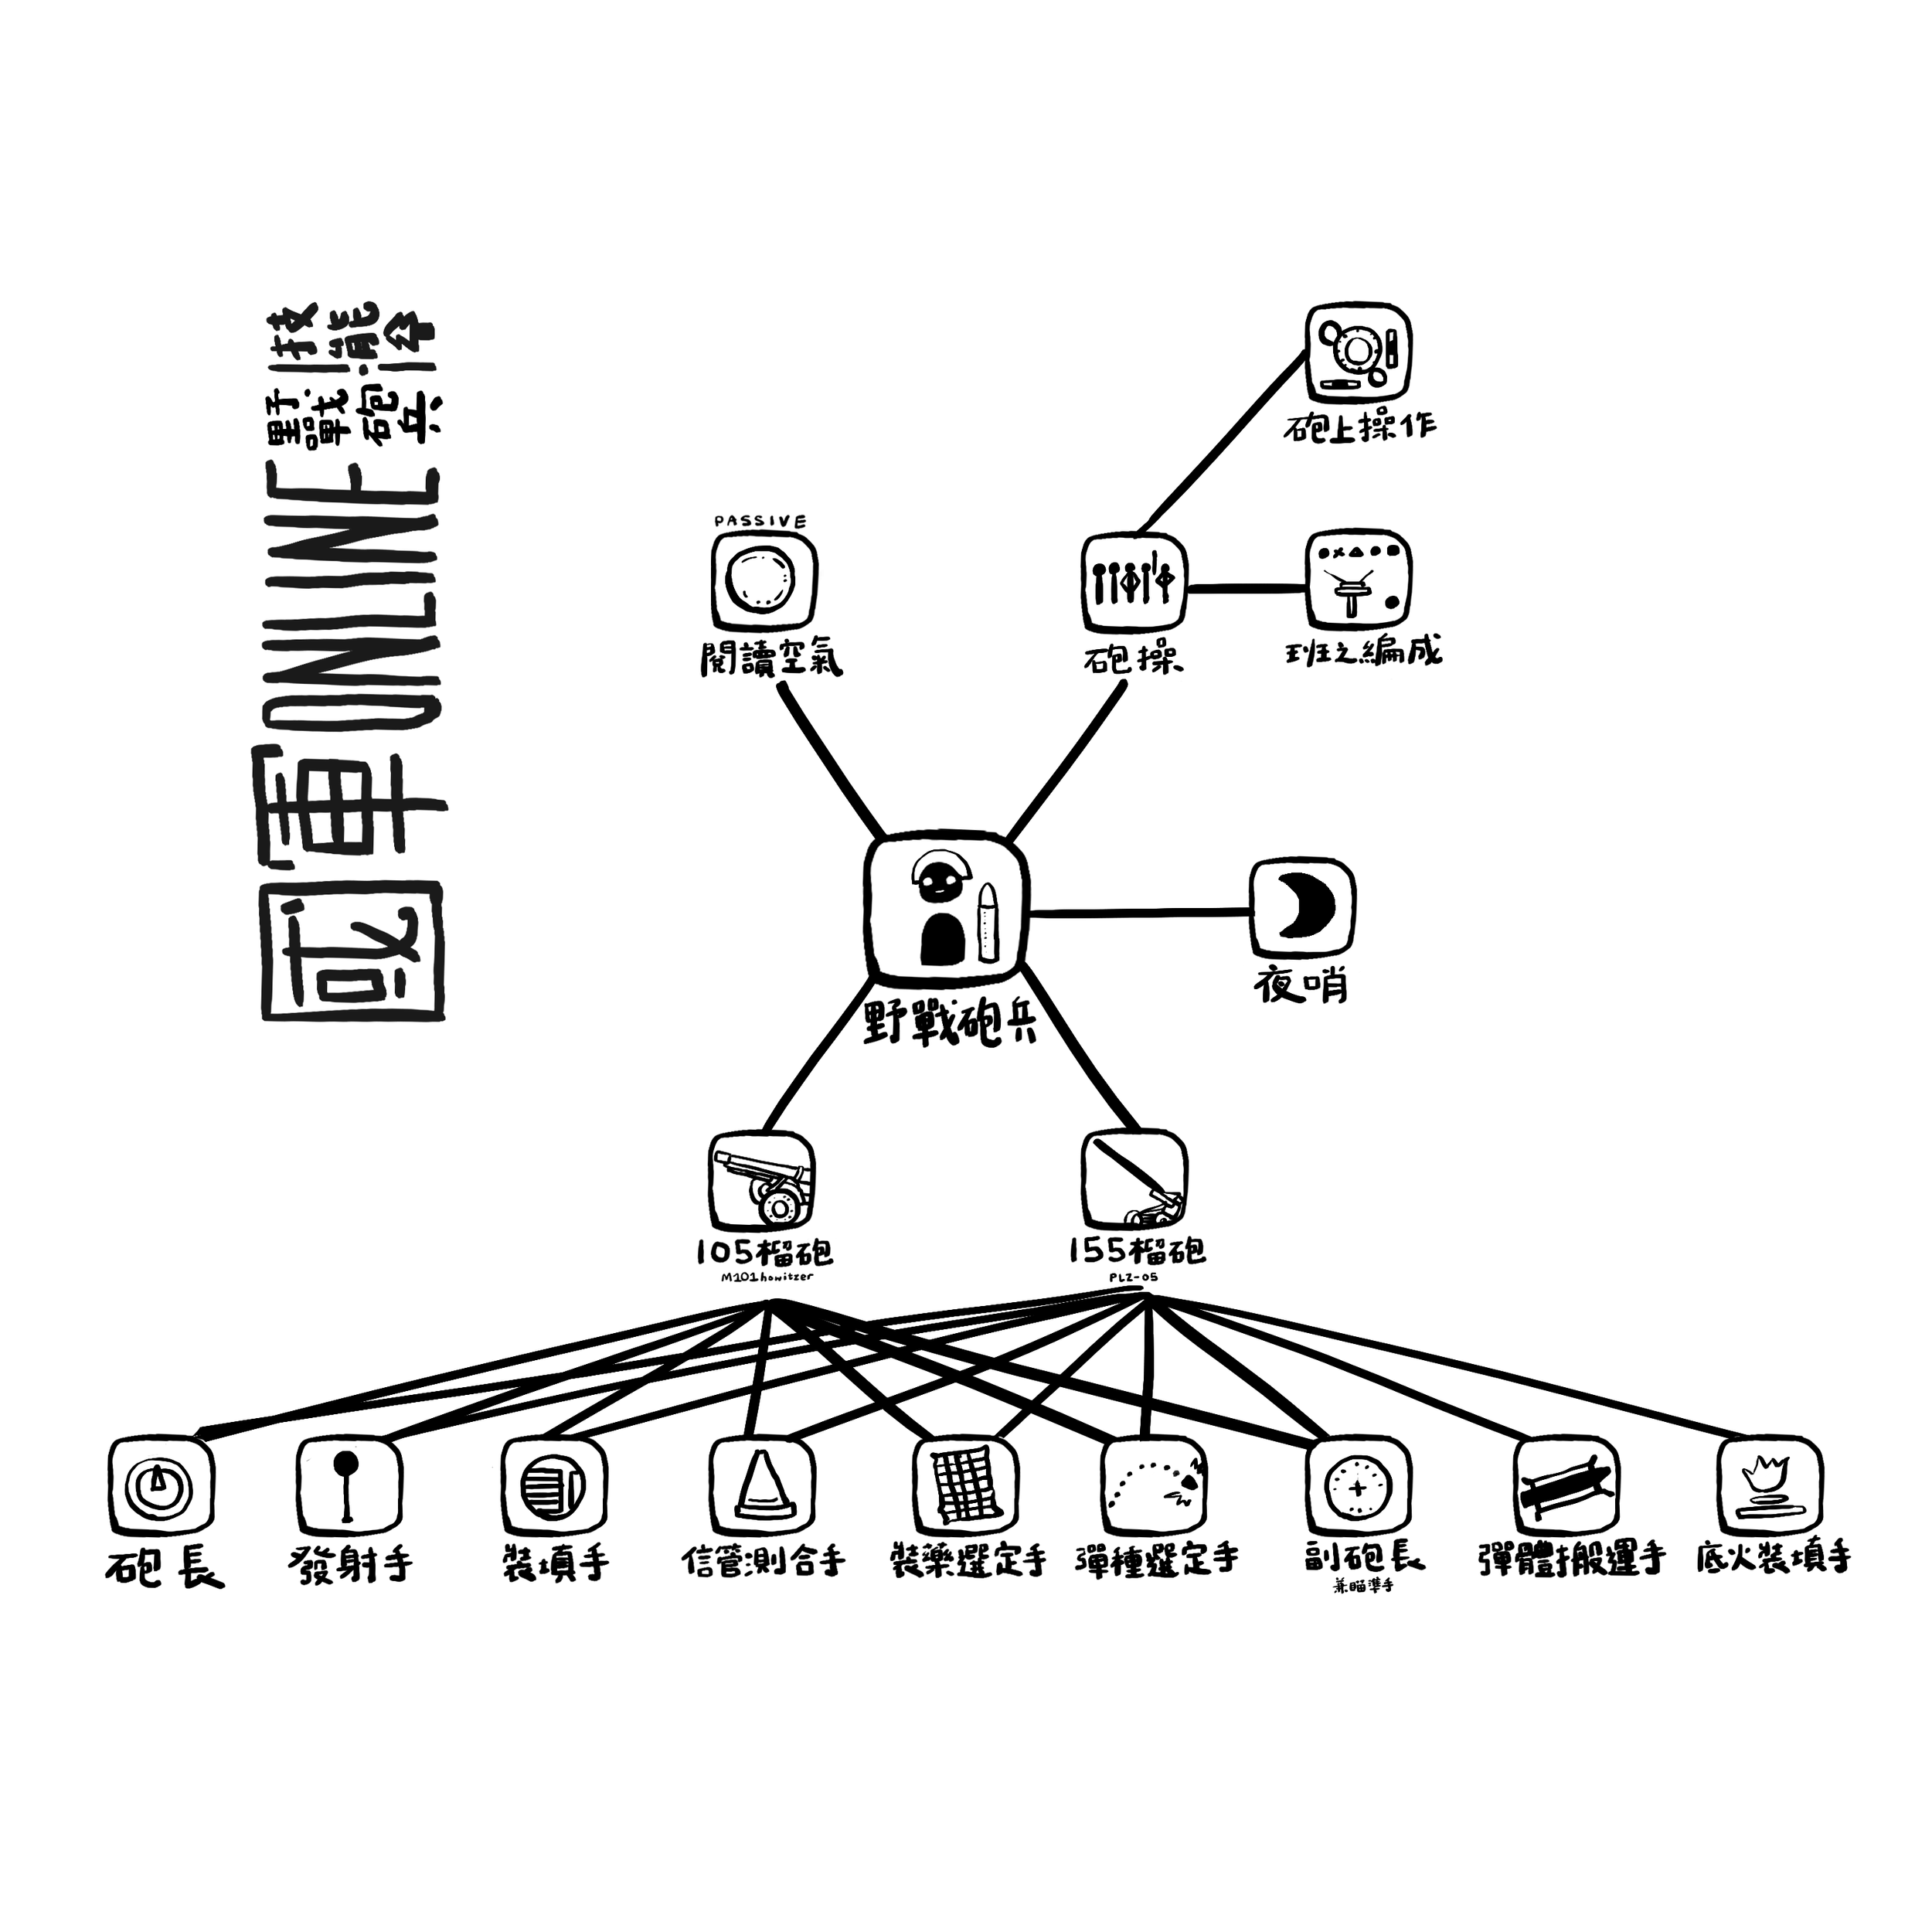 國軍ONLINE
野戰砲兵
技能樹
砲上操作
PASSIVE
閱讀空氣
砲操
班之編成
野戰砲兵
夜哨
105榴砲
M101howitzer
155榴砲
PLZ-05
砲長
發射手
裝填手
信管測合手
裝藥選定手
彈種選定手
副砲長
兼瞄準手
彈體搬運手
底火裝填手